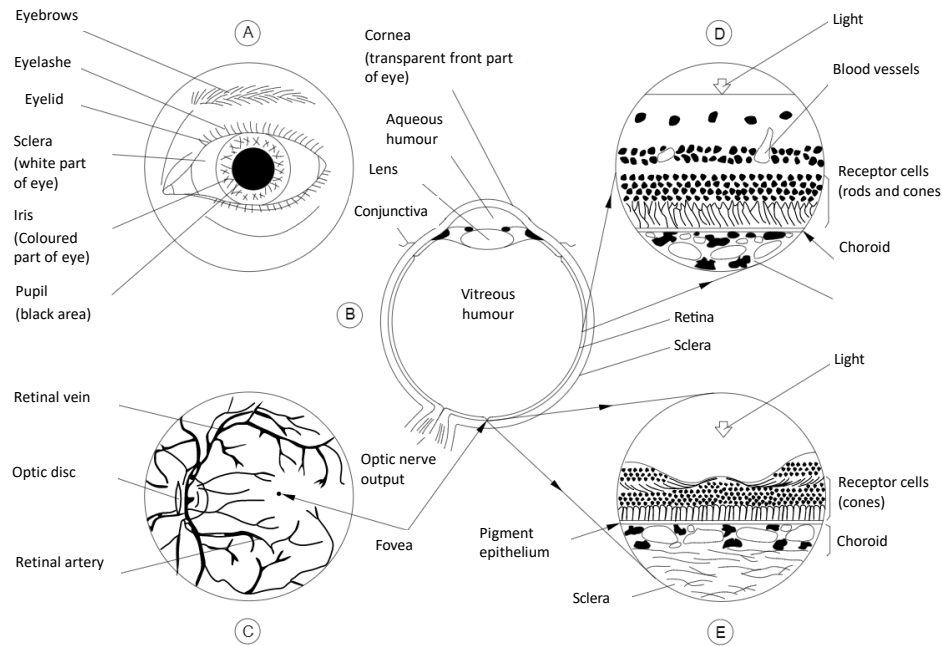 Eyebrows
A
Eyelashe
Eyelid
Sclera
(white part
of eye)
Iris
(Coloured
part of eye)
Pupil
(black area)
Cornea
(transparent front part
of eye)
Aqueous
humour
Lens
Conjunctiva
B
Vitreous
humour
Retina
Sclera
Optic nerve
output
D
Light
Blood vessels
Receptor cells
(rods and cones
Choroid
Retinal vein
Optic disc
Retinal artery
C
Fovea
Light
Receptor cells
(cones)
Choroid
Pigment
epithelium
Sclera
E